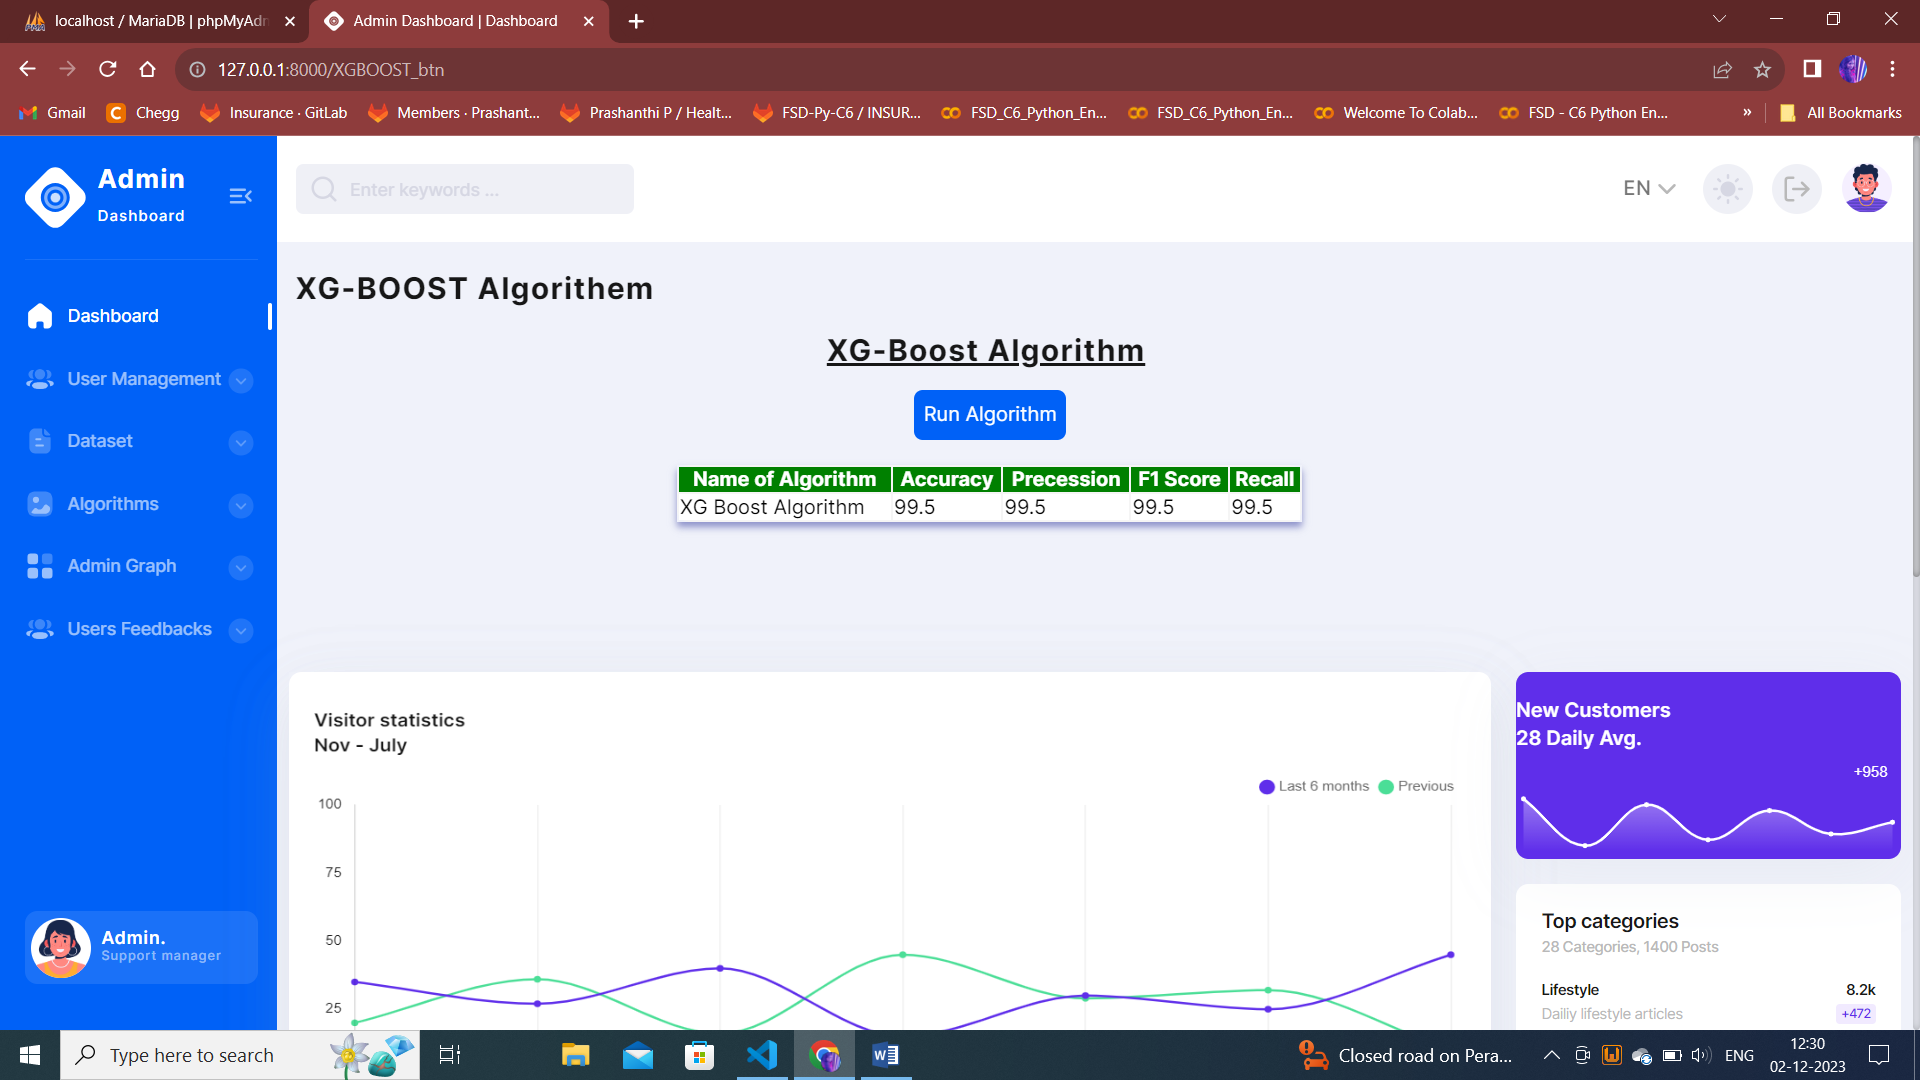 localhost / MariaDB | phpMyAdm
Admin Dashboard | Dashboard
127.0.0.1:8000/XGBOOST_btn
Gmail
Chegg
Insurance · GitLab
Members · Prashant...
Prashanthi P / Healt...
FSD-Py-C6 / INSUR...
FSD_C6_Python_En...
FSD_C6_Python_En...
Welcome To Colab...
FSD - C6 Python En...
»
All Bookmarks
Admin
Dashboard
Enter keywords ...
EN
Dashboard
User Management
Dataset
Algorithms
Admin Graph
Users Feedbacks
Admin.
Support manager
XG-BOOST Algorithem
XG-Boost Algorithm
Run Algorithm
Name of Algorithm Accuracy Precession F1 Score Recall
XG Boost Algorithm 99.5 99.5 99.5 99.5
Visitor statistics
Nov - July
Last 6 months Previous
100
75
50
25
New Customers
28 Daily Avg.
+958
Top categories
28 Categories, 1400 Posts
Lifestyle 8.2k
Dailiy lifestyle articles +472
Type here to search
Closed road on Pera...
ENG
12:30
02-12-2023